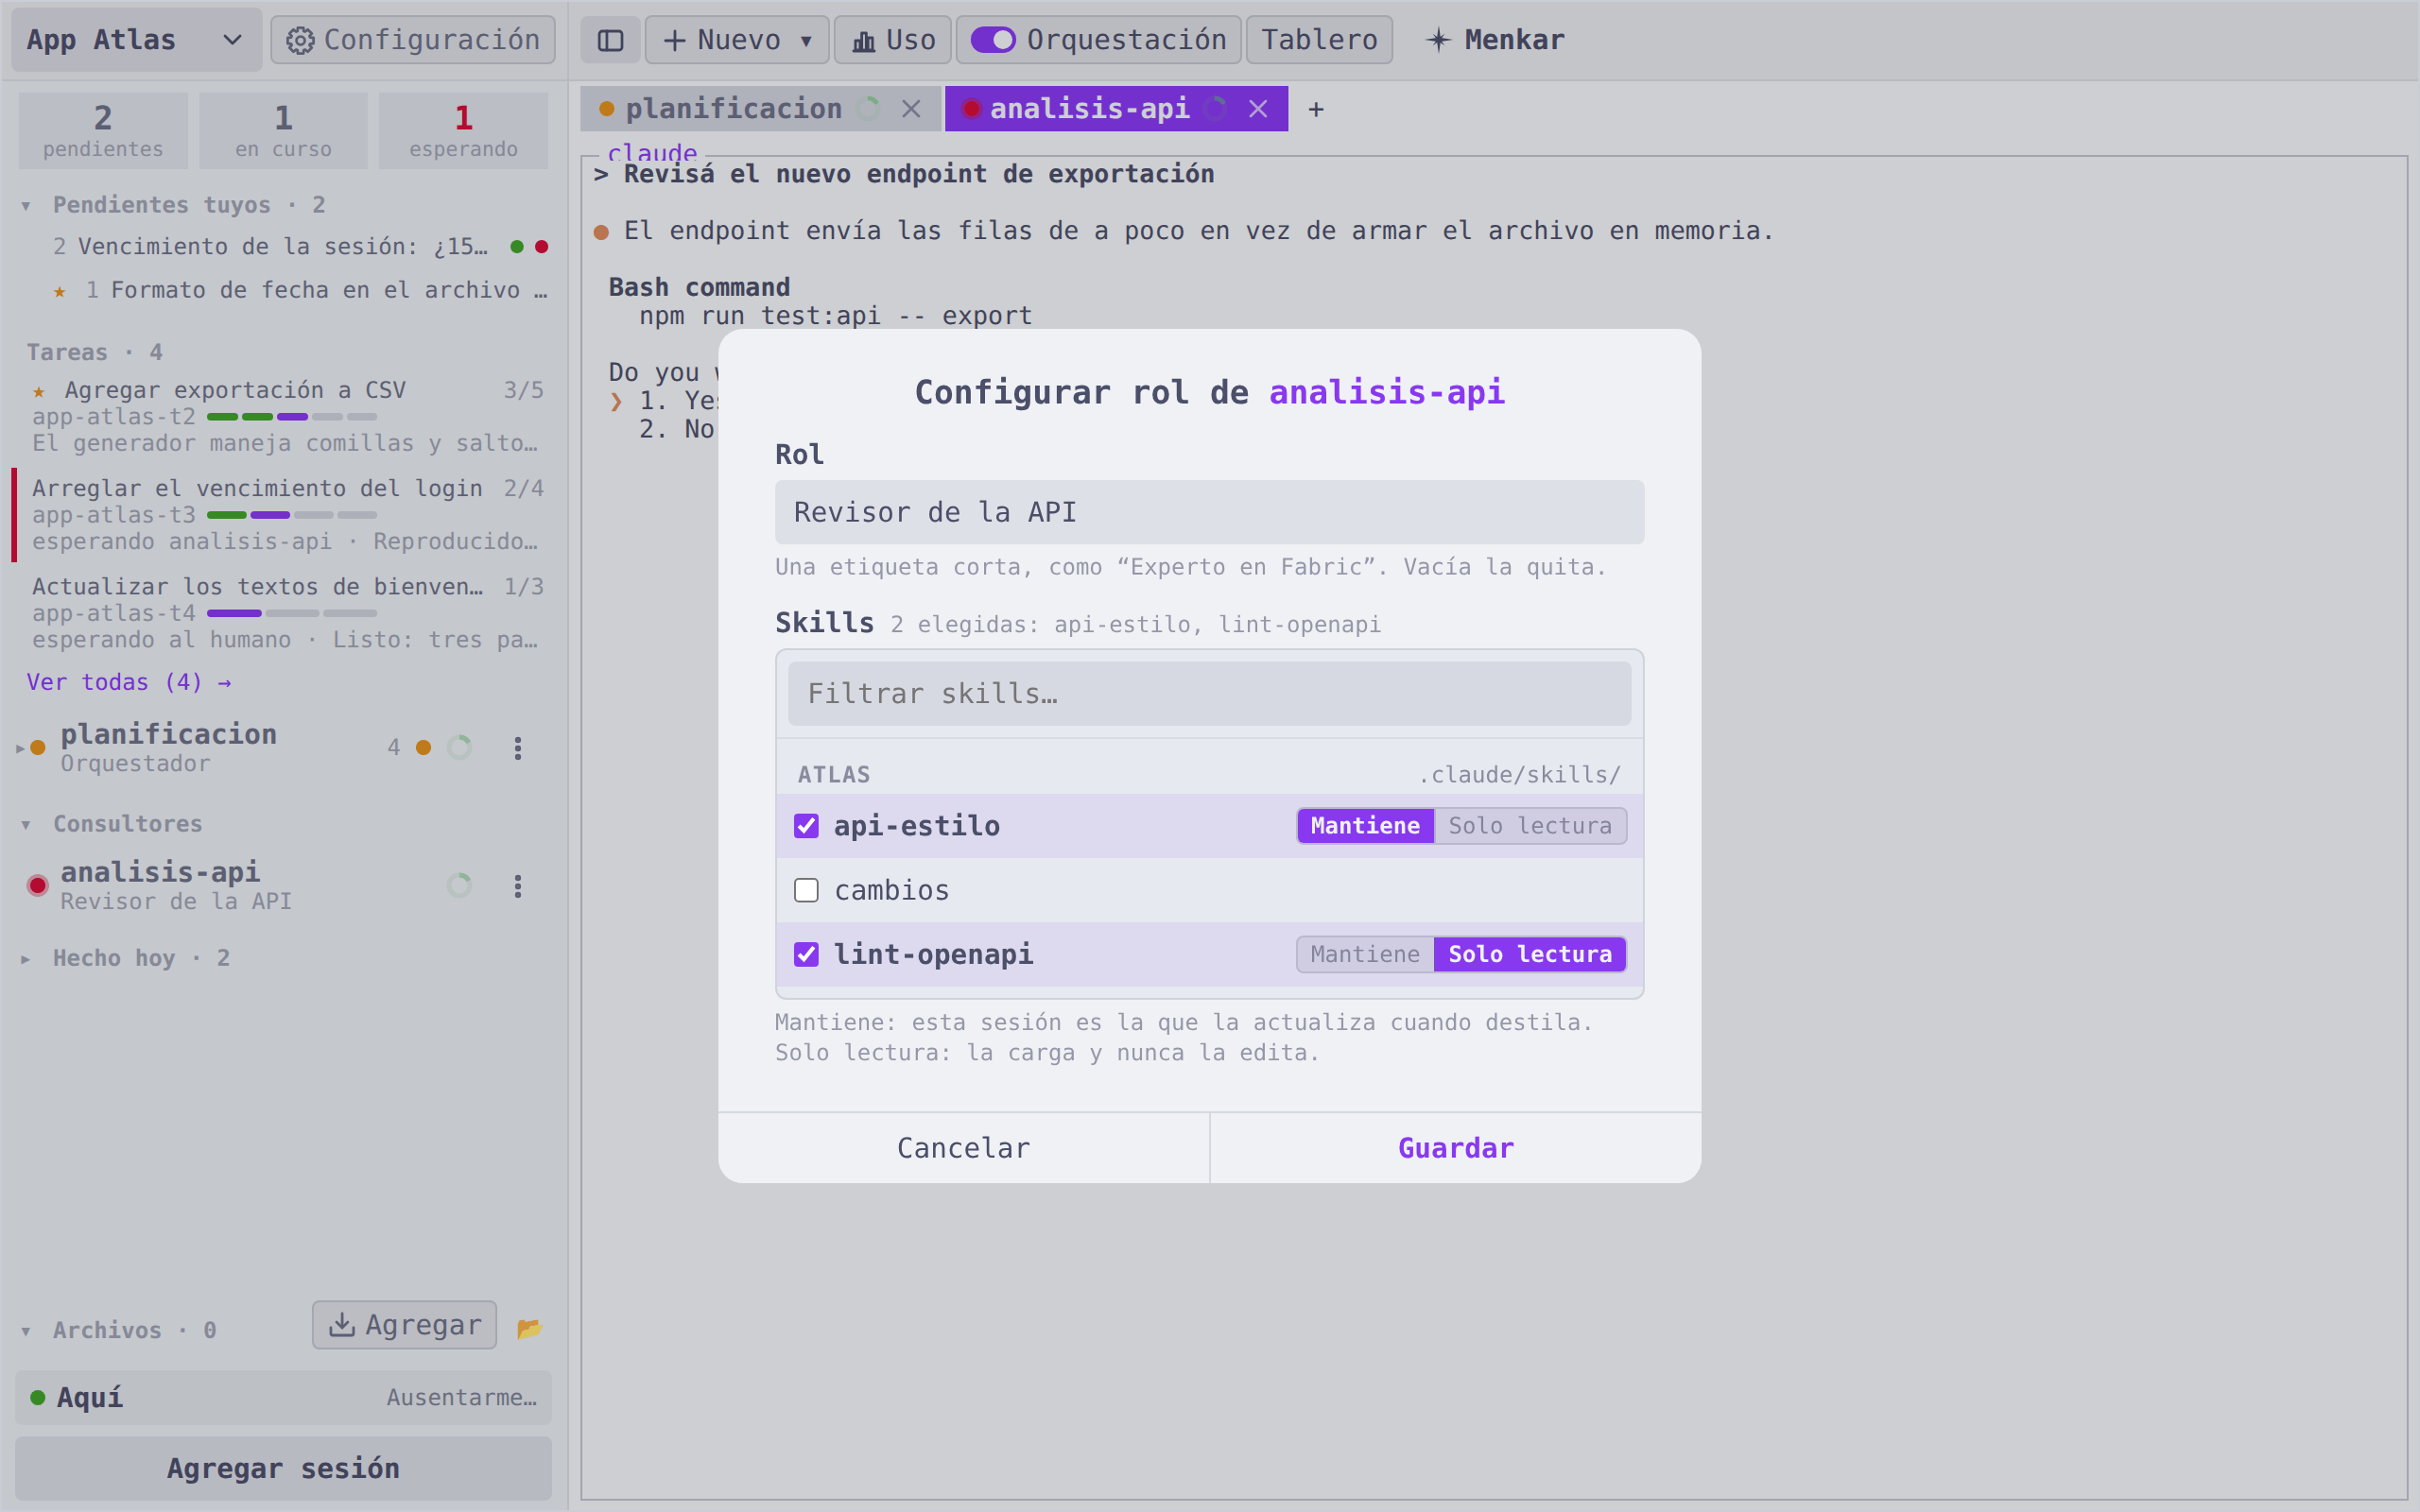 App Atlas
Configuración
Nuevo ▾
Uso
Orquestación
Tablero
Menkar
2 pendientes
1 en curso
1 esperando
planificacion
analisis-api
+
▾ Pendientes tuyos · 2
2 Vencimiento de la sesión: ¿15…
★ 1 Formato de fecha en el archivo …
Tareas · 4
★ Agregar exportación a CSV 3/5
app-atlas-t2
El generador maneja comillas y salto…
Arreglar el vencimiento del login 2/4
app-atlas-t3
esperando analisis-api · Reproducido…
Actualizar los textos de bienven… 1/3
app-atlas-t4
esperando al humano · Listo: tres pa…
Ver todas (4) →
▸ planificacion 4
Orquestador
▾ Consultores
analisis-api
Revisor de la API
▸ Hecho hoy · 2
▾ Archivos · 0
Agregar
Aquí
Ausentarme…
Agregar sesión
claude
> Revisá el nuevo endpoint de exportación
● El endpoint envía las filas de a poco en vez de armar el archivo en memoria.
Bash command
npm run test:api -- export
Do you
❯ 1. Yes
2. No
Configurar rol de analisis-api
Rol
Revisor de la API
Una etiqueta corta, como “Experto en Fabric”. Vacía la quita.
Skills 2 elegidas: api-estilo, lint-openapi
Filtrar skills…
ATLAS .claude/skills/
api-estilo Mantiene Solo lectura
cambios
lint-openapi Mantiene Solo lectura
Mantiene: esta sesión es la que la actualiza cuando destila.
Solo lectura: la carga y nunca la edita.
Cancelar
Guardar